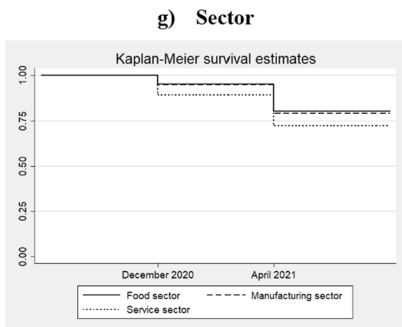 g) Sector
Kaplan-Meier survival estimates
1.00
0.75
0.50
0.25
0.00
December 2020 April 2021
Food sector Manufacturing sector
Service sector